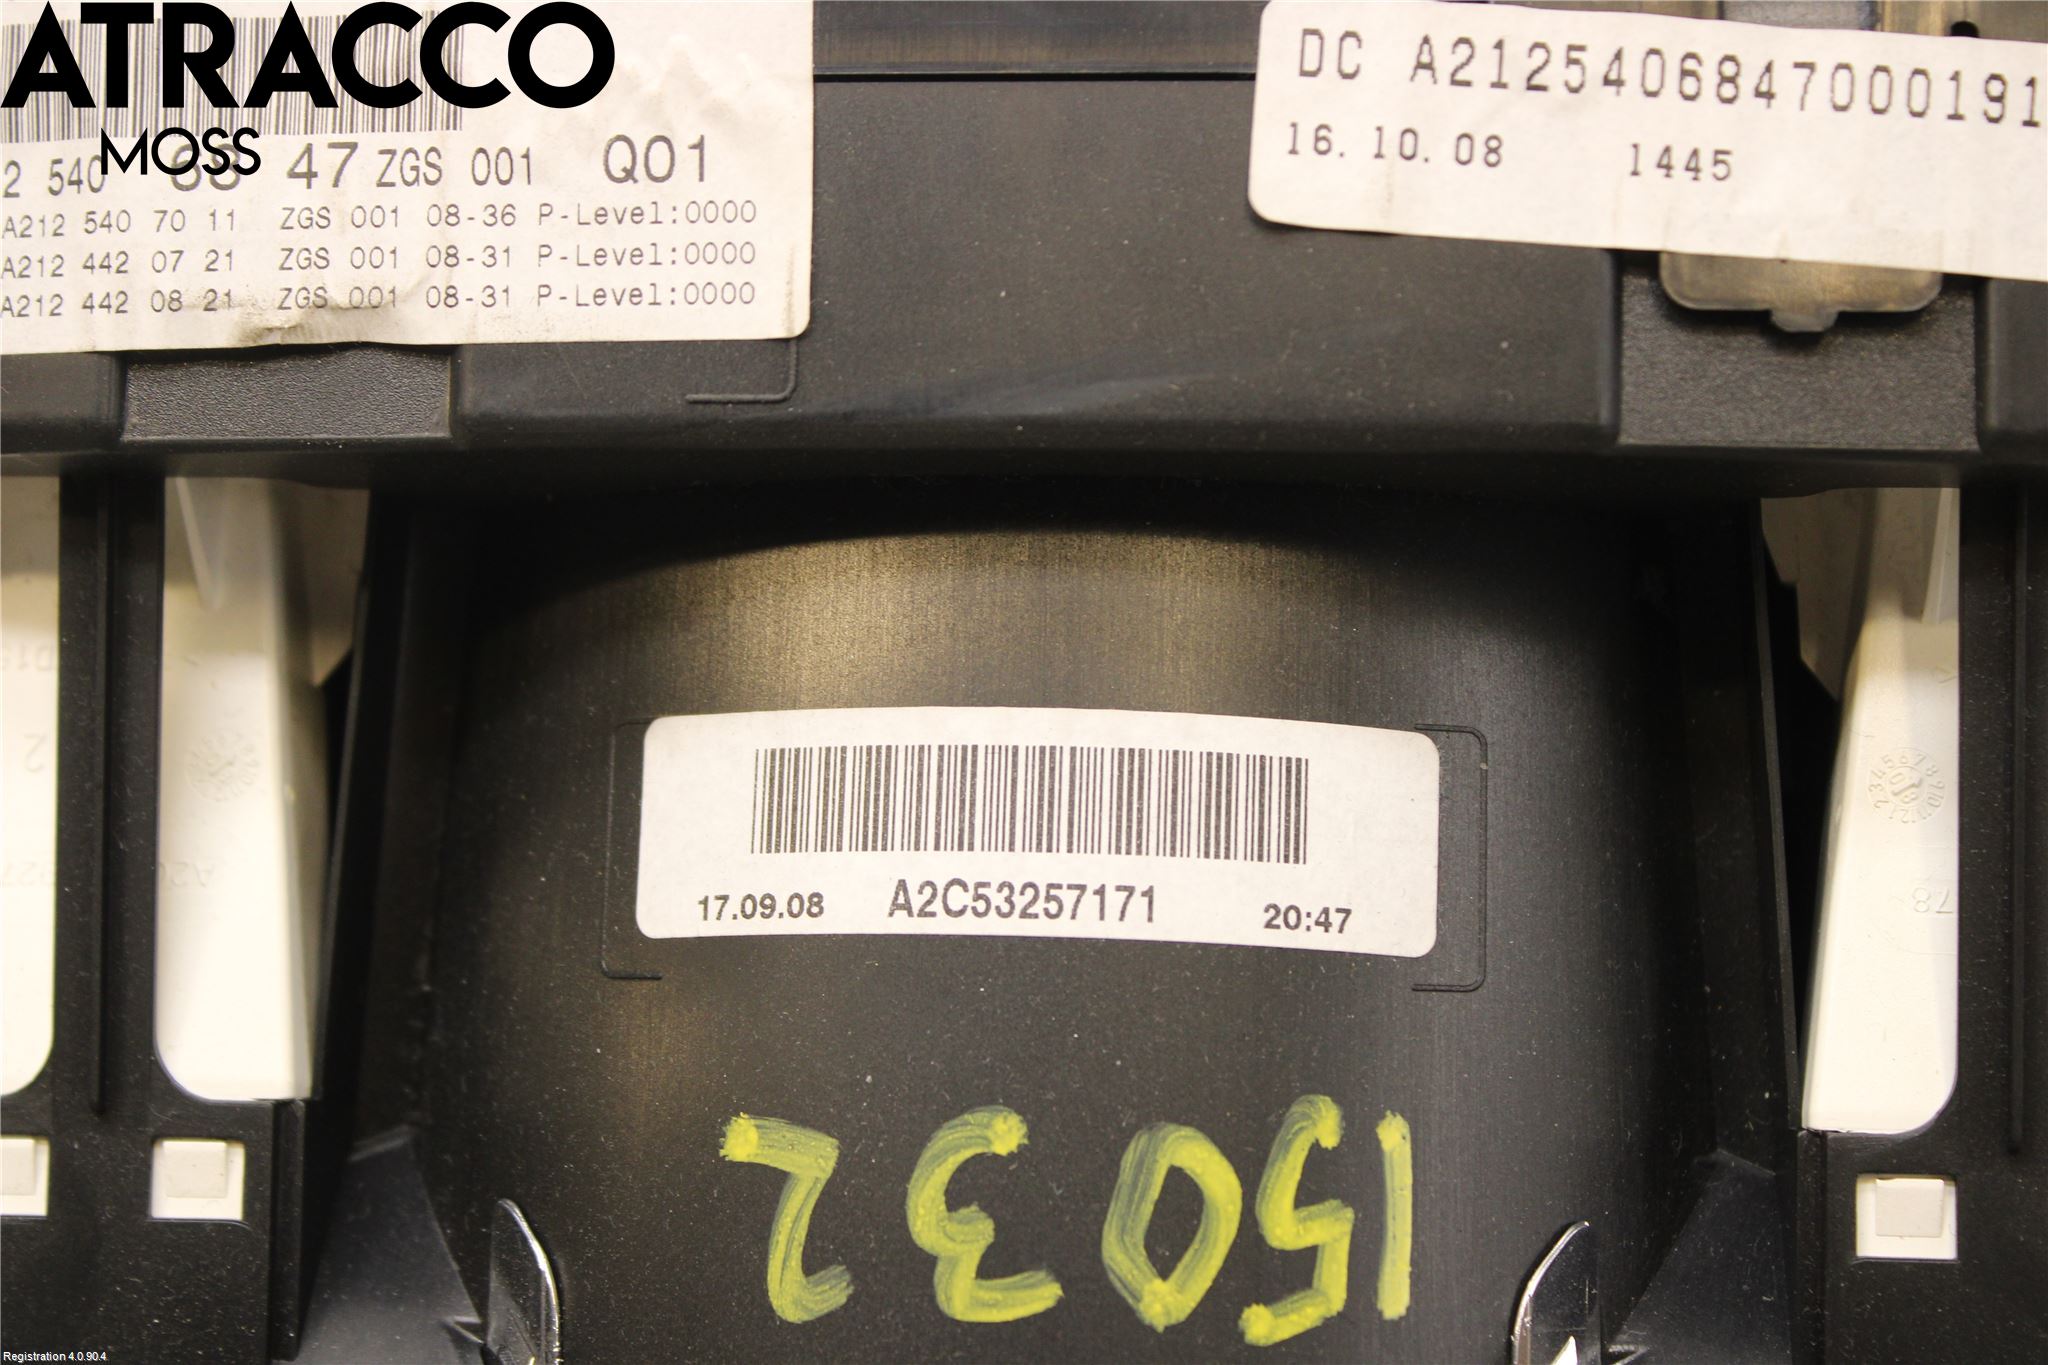 ATRACCO
MOSS
2 540 68 47 ZGS 001 Q01
A212 540 70 11 ZGS 001 08-36 P-Level:0000
A212 442 07 21 ZGS 001 08-31 P-Level:0000
A212 442 08 21 ZGS 001 08-31 P-Level:0000
DC A2125406847000191
16.10.08 1445
17.09.08 A2C53257171 20:47
15032
78
Registration 4.0.90.4